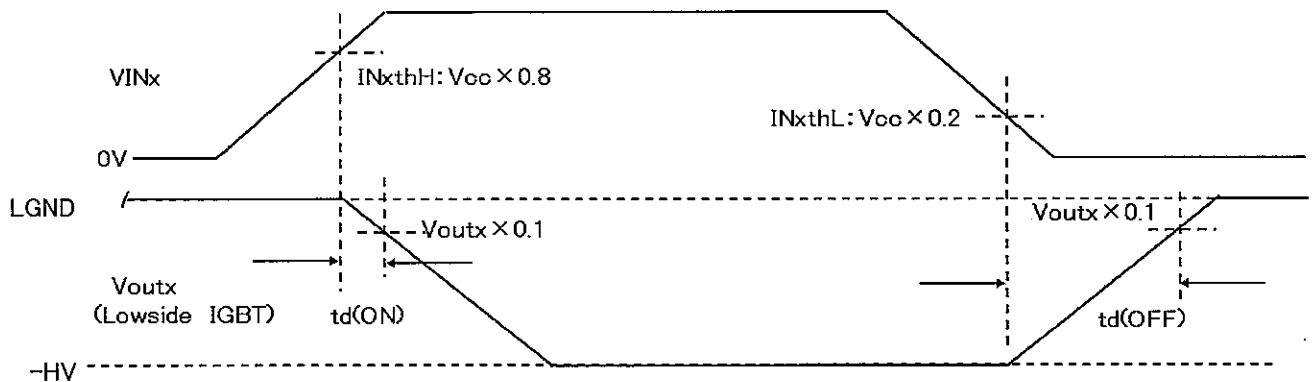 VINx
INxthH: Vcc×0.8
INxthL: Vcc×0.2
0V
LGND
Voutx×0.1
Voutx×0.1
Voutx
(Lowside IGBT)
td(ON)
td(OFF)
-HV